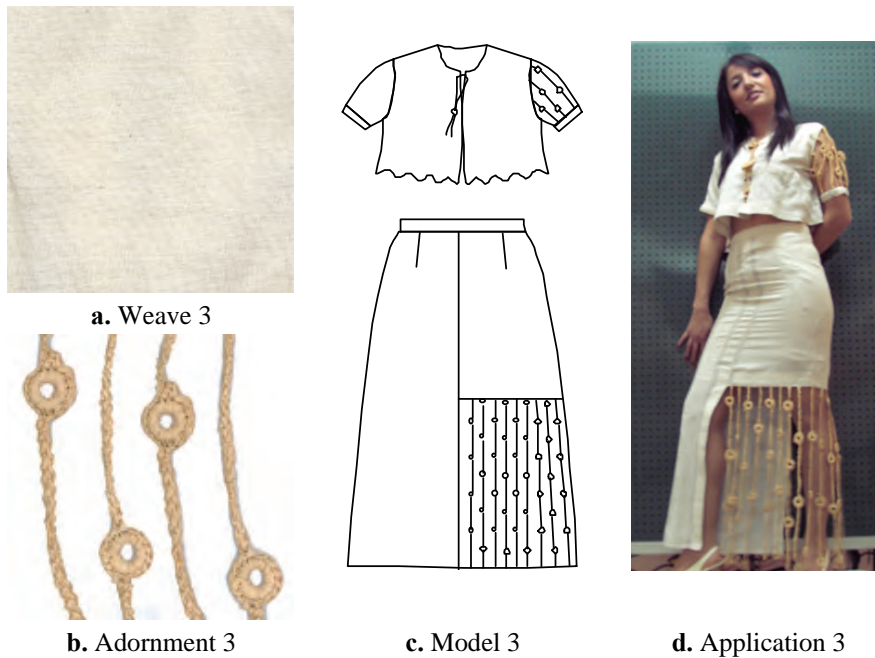 a. Weave 3
b. Adornment 3
c. Model 3
d. Application 3